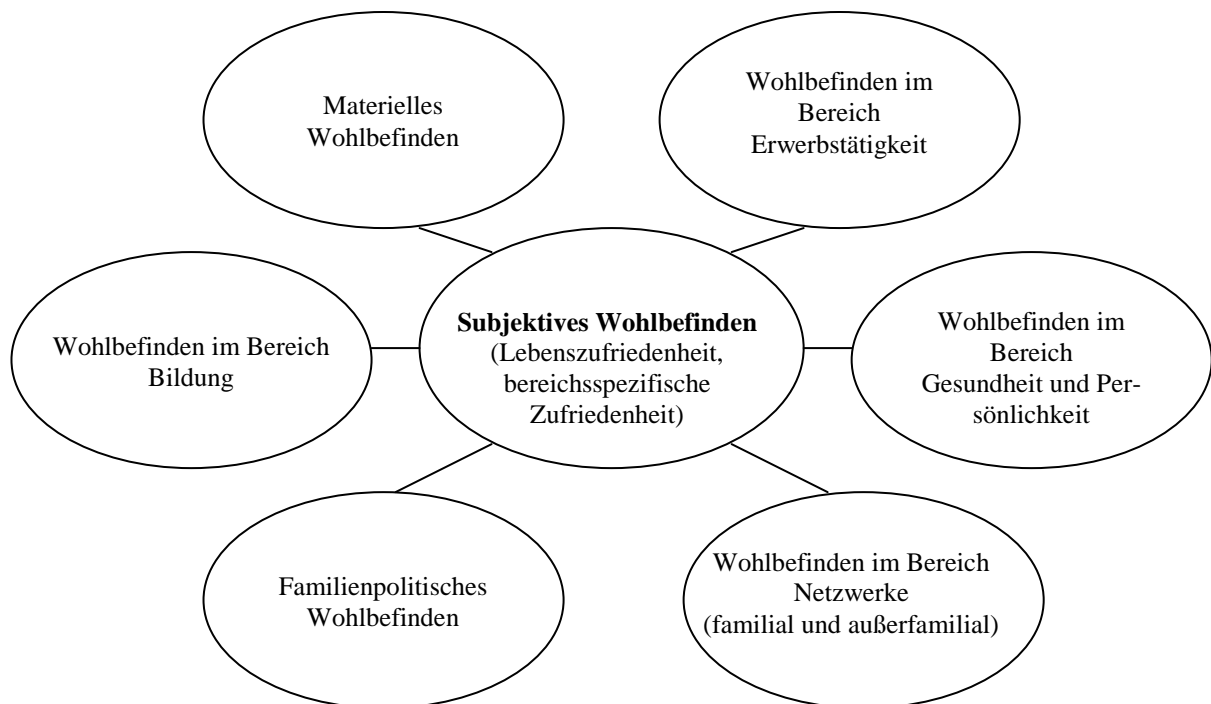 Materielles
Wohlbefinden
Wohlbefinden im
Bereich
Erwerbstätigkeit
Wohlbefinden im Bereich
Bildung
Subjektives Wohlbefinden
(Lebenszufriedenheit,
bereichsspezifische
Zufriedenheit)
Wohlbefinden im
Bereich
Gesundheit und Per-
sönlichkeit
Familienpolitisches
Wohlbefinden
Wohlbefinden im Bereich
Netzwerke
(familial und außerfamilial)